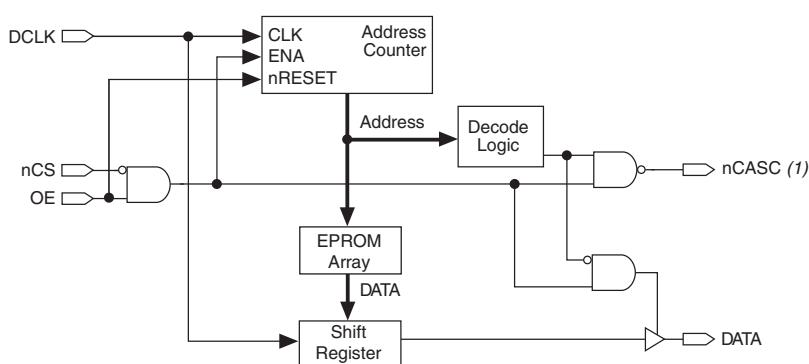 DCLK
CLK
Address
Counter
ENA
nRESET
Address
Decode
Logic
nCS
OE
nCASC (1)
EPROM
Array
DATA
Shift
Register
DATA